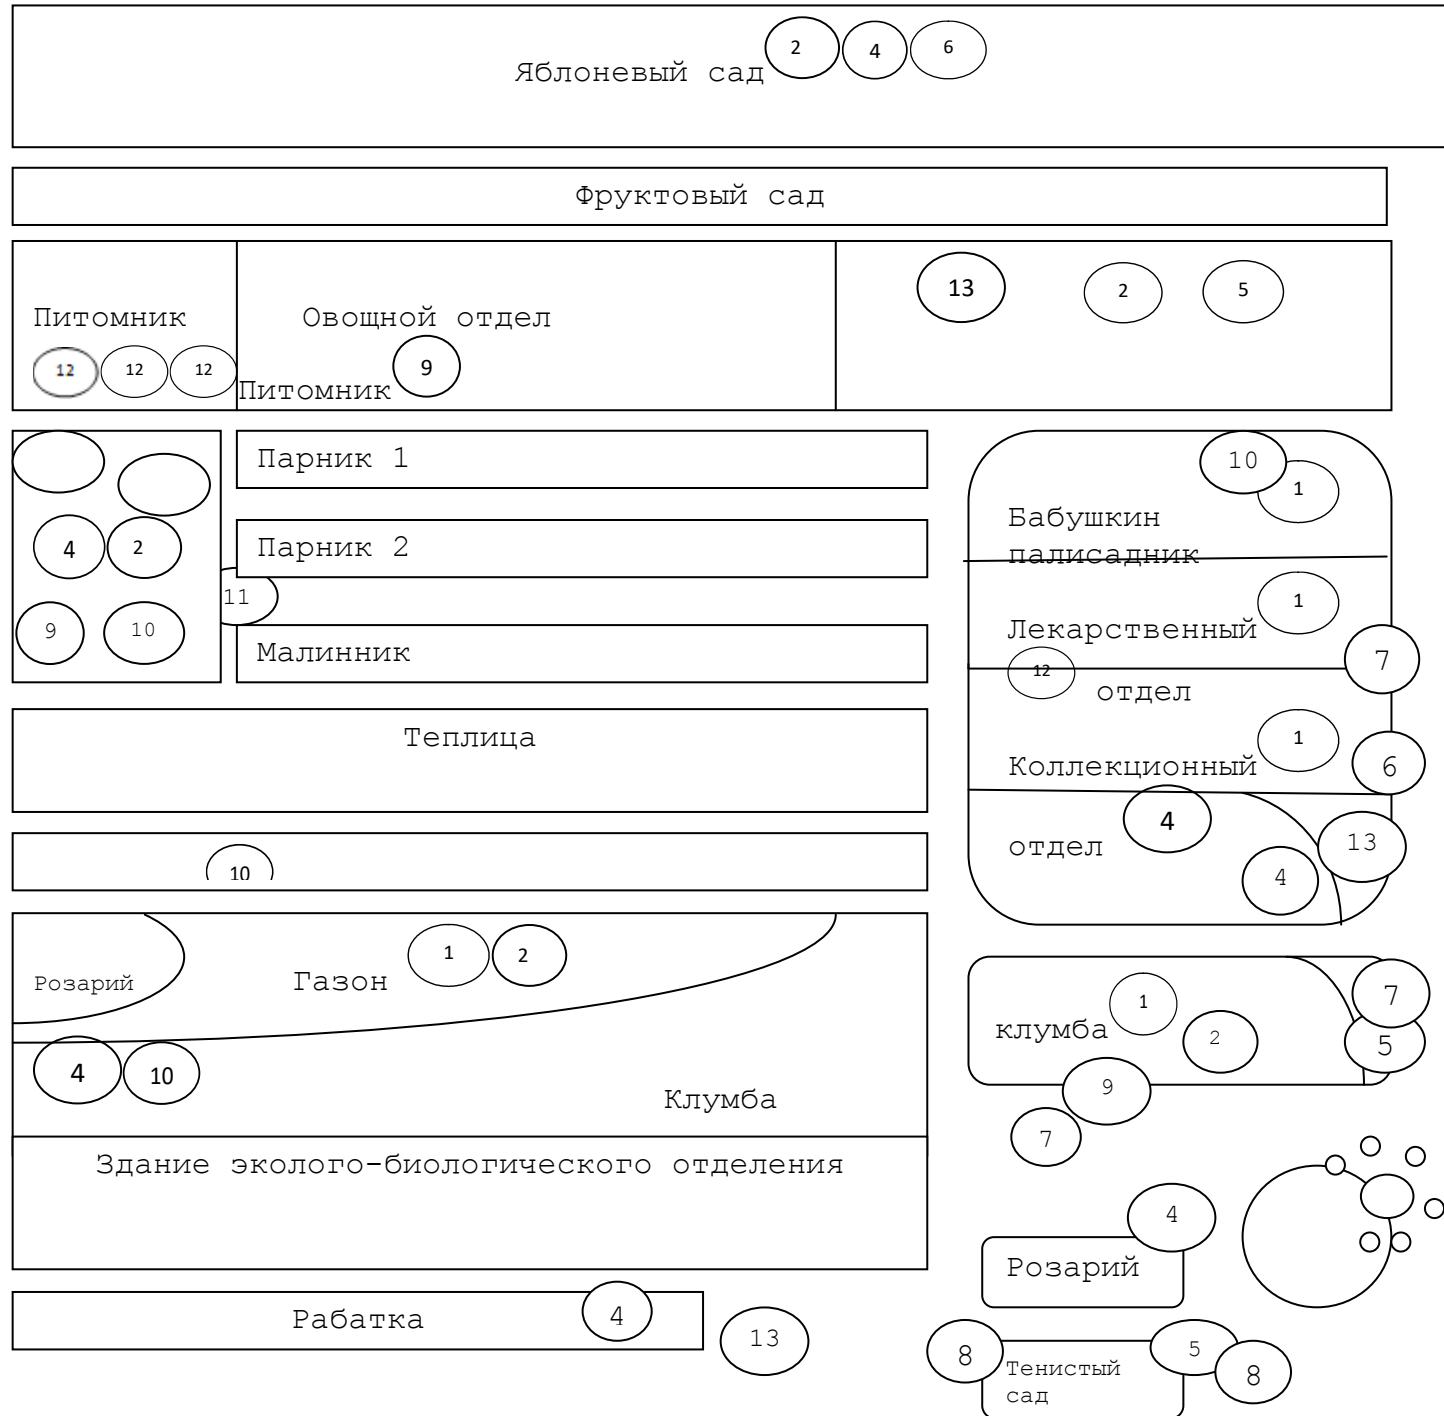 2 4 6
Яблоневый сад
Фруктовый сад
13 2 5
Питомник Овощной отдел
12 12 12 9
Питомник
Парник 1
10
1
Бабушкин
палисадник
4 2
Парник 2
11
1
9 10
Лекарственный
Малинник
7
12
отдел
Теплица
1
Коллекционный
6
4
13
отдел
10
4
1 2
Розарий
Газон
7
1
клумба
2
5
4 10
9
Клумба
7
Здание эколого-биологического отделения
4
Розарий
Рабатка
4
13
8
5
Тенистый
8
сад